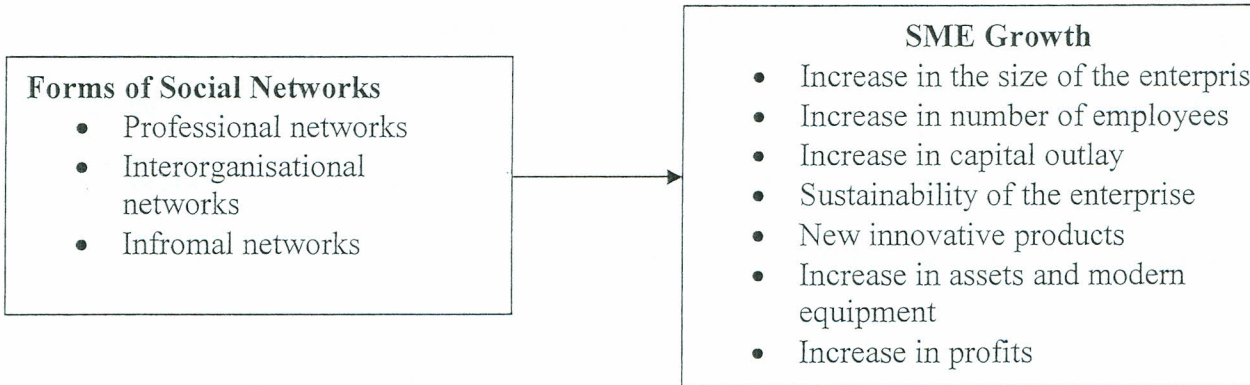 Forms of Social Networks
• Professional networks
• Interorganisational
networks
• Infromal networks
SME Growth
• Increase in the size of the enterpris
• Increase in number of employees
• Increase in capital outlay
• Sustainability of the enterprise
• New innovative products
• Increase in assets and modern
equipment
• Increase in profits